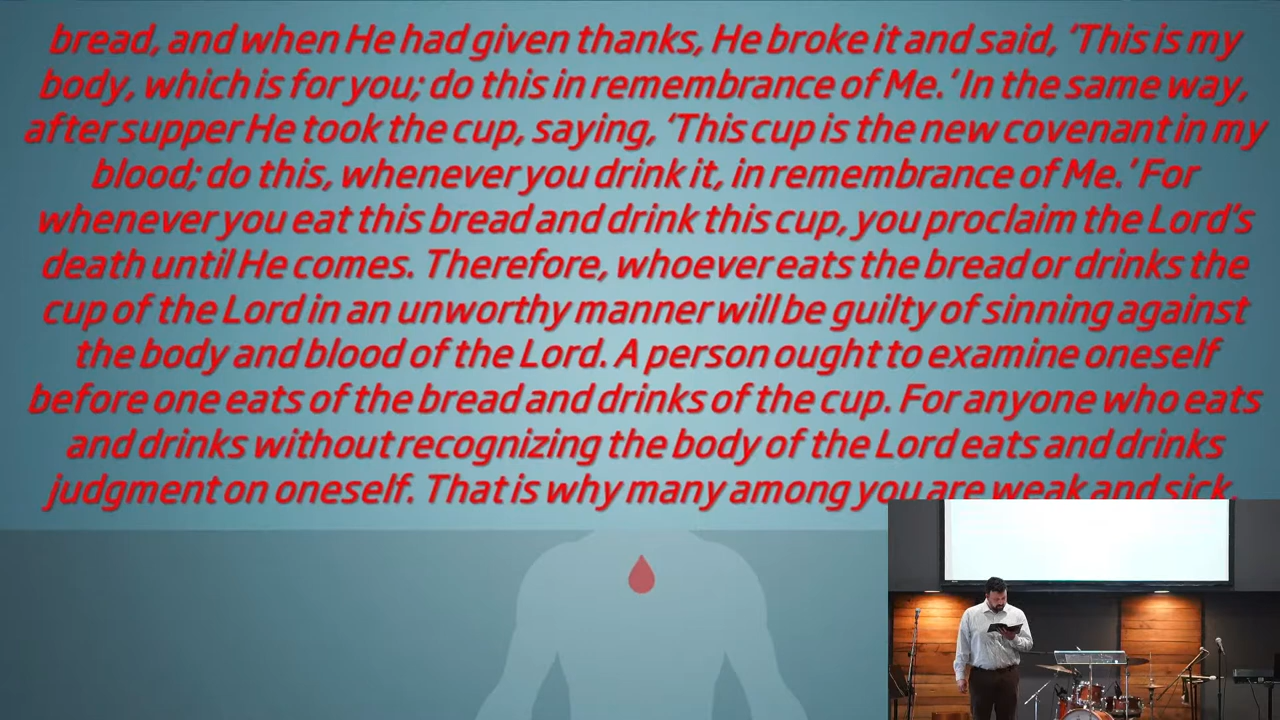 bread, and when He had given thanks, He broke it and said, ‘This is my
body, which is for you; do this in remembrance of Me.’ In the same way,
after supper He took the cup, saying, ‘This cup is the new covenant in my
blood; do this, whenever you drink it, in remembrance of Me.’ For
whenever you eat this bread and drink this cup, you proclaim the Lord’s
death until He comes. Therefore, whoever eats the bread or drinks the
cup of the Lord in an unworthy manner will be guilty of sinning against
the body and blood of the Lord. A person ought to examine oneself
before one eats of the bread and drinks of the cup. For anyone who eats
and drinks without recognizing the body of the Lord eats and drinks
judgment on oneself. That is why many among you are weak and sick,